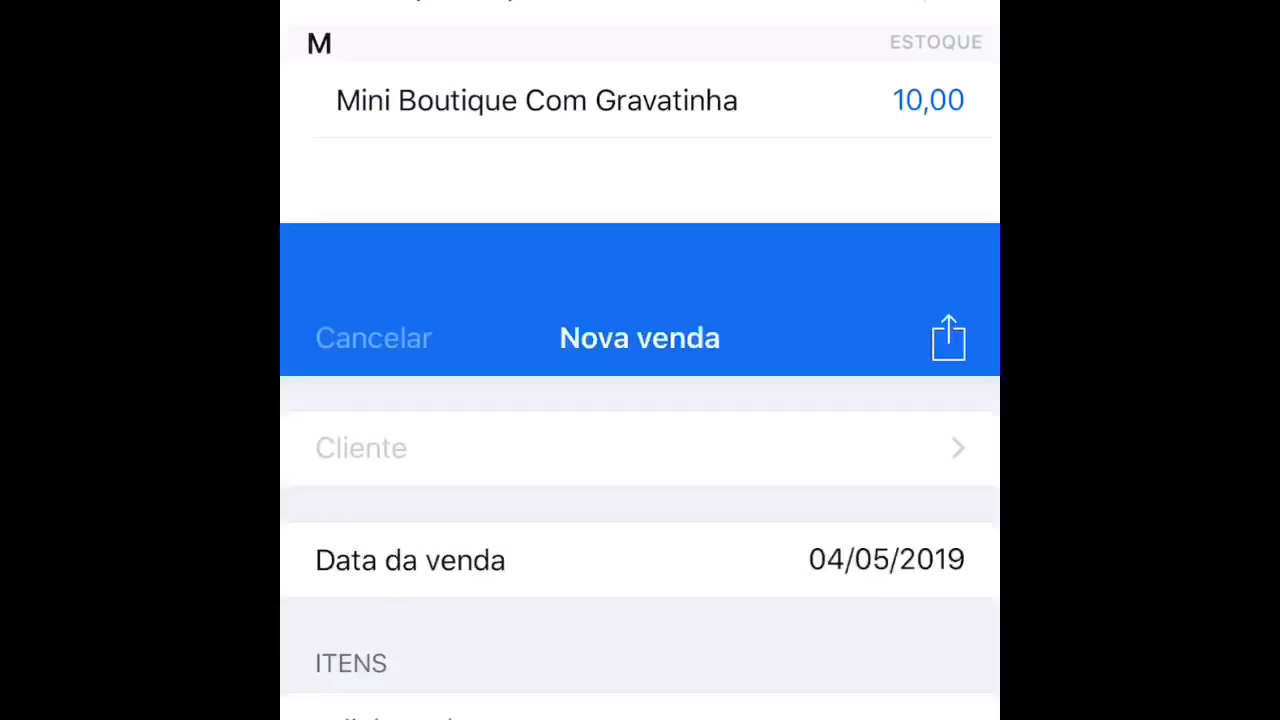 M ESTOQUE
Mini Boutique Com Gravatinha 10,00
Cancelar Nova venda
Cliente
Data da venda 04/05/2019
ITENS